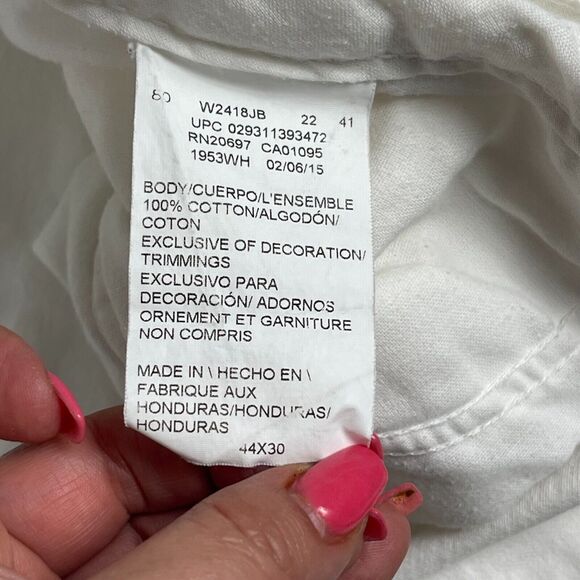 80 W2418JB 22 41
UPC 029311393472
RN20697 CA01095
1953WH 02/06/15
BODY/CUERPO/L'ENSEMBLE
100% COTTON/ALGODÓN/
COTON
EXCLUSIVE OF DECORATION/
TRIMMINGS
EXCLUSIVO PARA
DECORACIÓN/ ADORNOS
ORNEMENT ET GARNITURE
NON COMPRIS
MADE IN \ HECHO EN \
FABRIQUE AUX
HONDURAS/HONDURAS/
HONDURAS
44X30